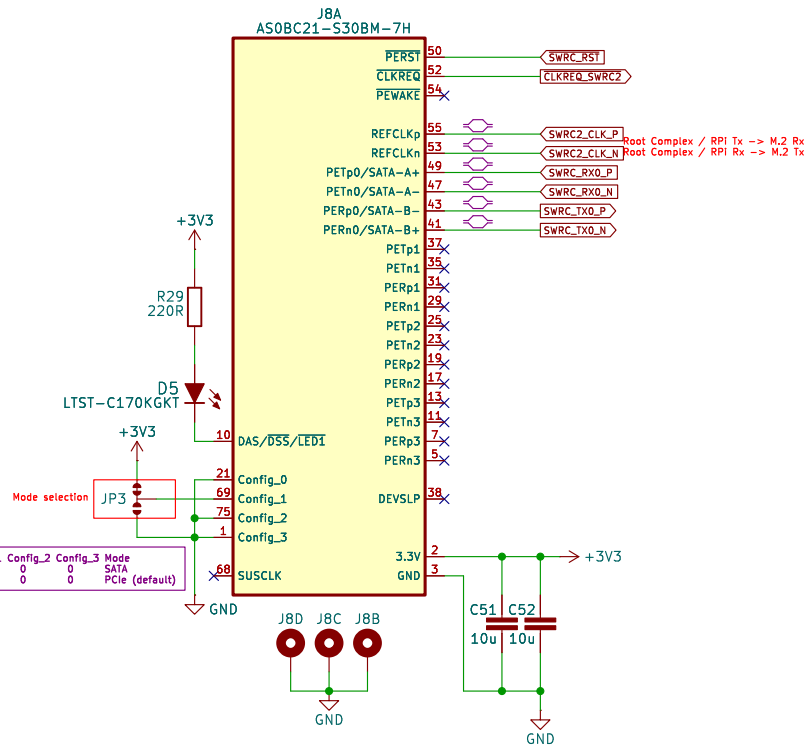 J8A
AS0BC21-S30BM-7H
PERST 50 SWRC_RST
CLKREQ 52 CLKREQ_SWRC2
PEWAKE 54
REFCLKp 55 SWRC2_CLK_P
Root Complex / RPi Tx -> M.2 Rx
REFCLKn 53 SWRC2_CLK_N
Root Complex / RPi Rx -> M.2 Tx
PETp0/SATA-A+ 49 SWRC_RX0_P
PETn0/SATA-A- 47 SWRC_RX0_N
PERp0/SATA-B- 43 SWRC_TX0_P
PERn0/SATA-B+ 41 SWRC_TX0_N
PETp1 37
PETn1 35
PERp1 31
PERn1 29
PETp2 25
PETn2 23
PERp2 19
PERn2 17
PETp3 13
PETn3 11
PERp3 7
PERn3 5
DEVSLP 38
3.3V 2 +3V3
GND 3
+3V3
R29
220R
D5
LTST-C170KGKT
10 DAS/DSS/LED1
+3V3
21 Config_0
Mode selection JP3 69 Config_1
75 Config_2
1 Config_3
Config_2 Config_3 Mode
0 0 SATA
0 0 PCIe (default)
68 SUSCLK
GND
J8D J8C J8B
GND
C51 C52
10u 10u
GND